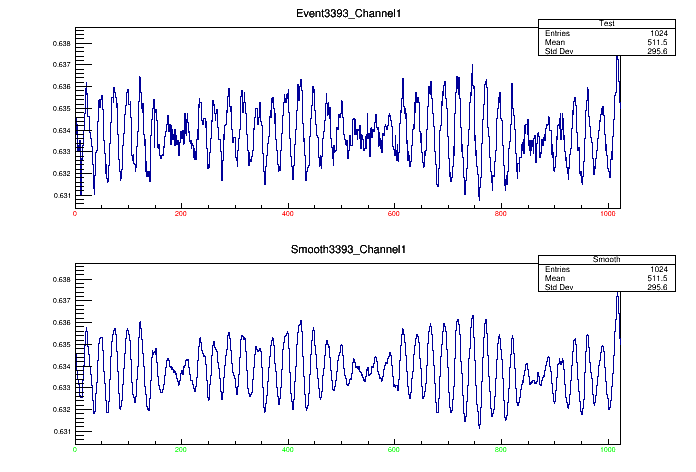 Event3393_Channel1
Test
Entries 1024
Mean 511.5
Std Dev 295.6
0.638
0.637
0.636
0.635
0.634
0.633
0.632
0.631
0 200 400 600 800 1000
Smooth3393_Channel1
Smooth
Entries 1024
Mean 511.5
Std Dev 295.6
0.638
0.637
0.636
0.635
0.634
0.633
0.632
0.631
0 200 400 600 800 1000